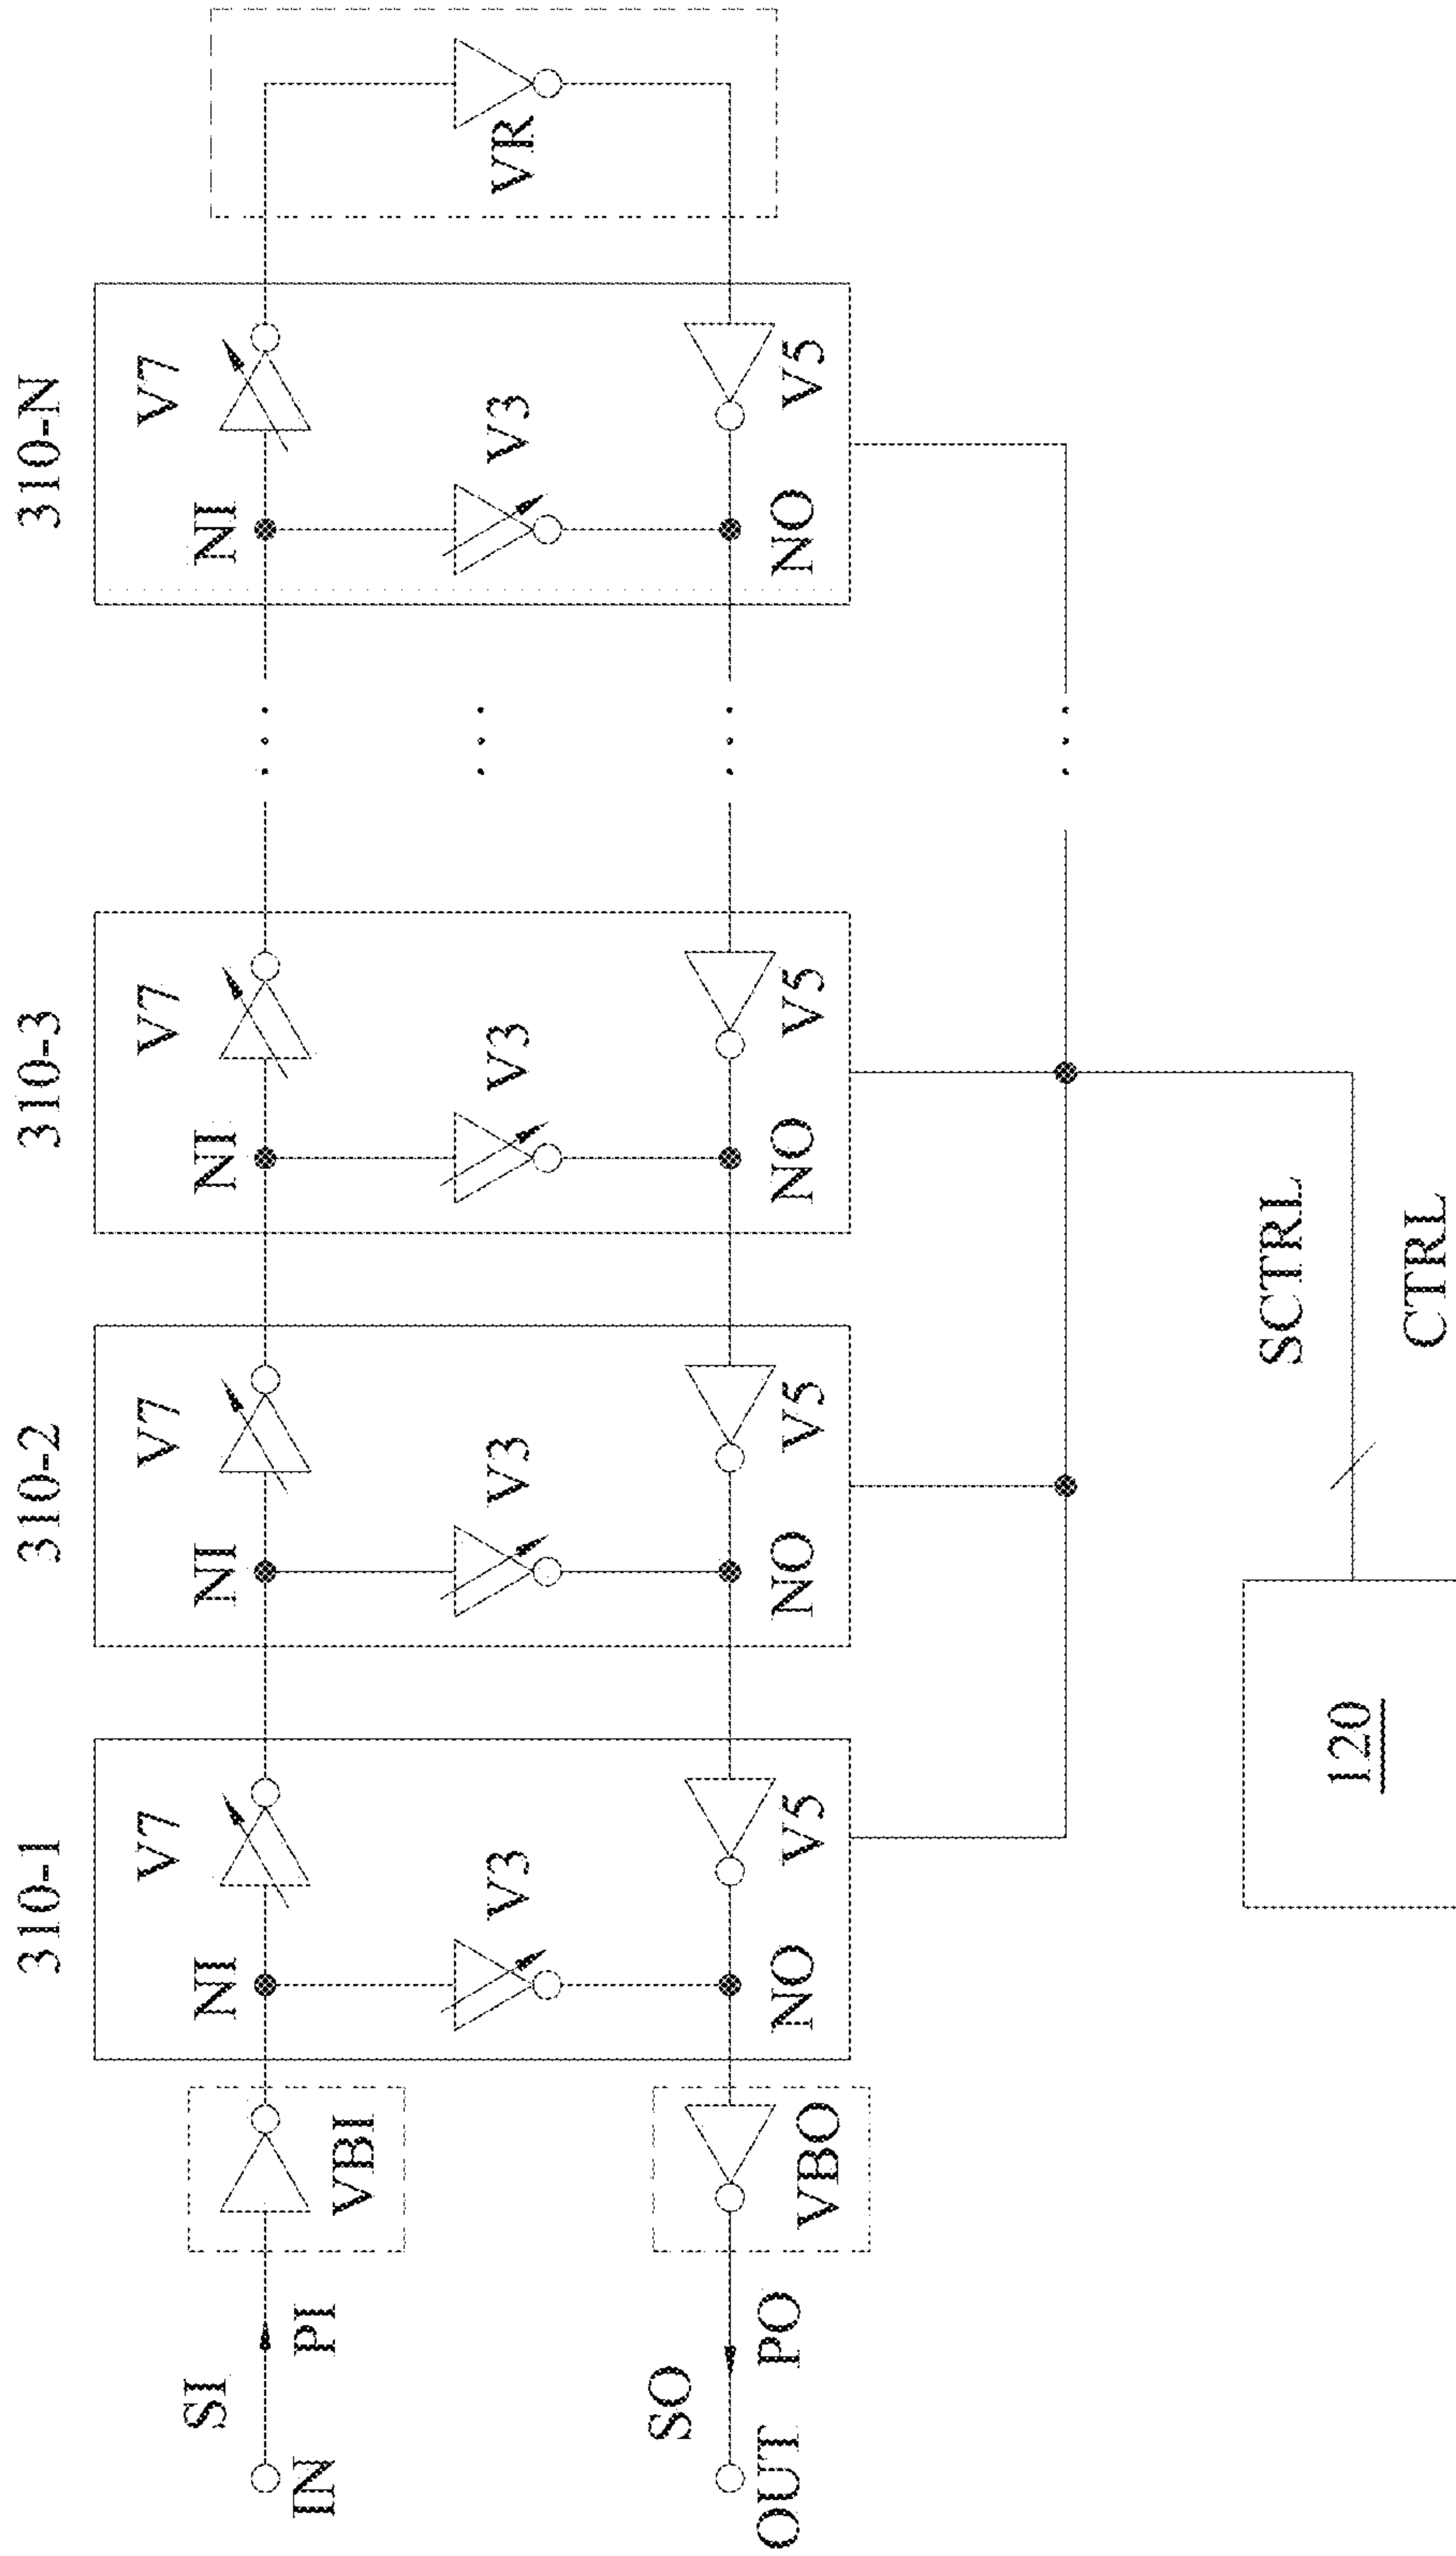 310-1 310-2 310-3 310-N
V7 V7 V7 V7
SI NI NI NI NI
IN PI VBI
V3 V3 V3 V3 VR
SO
OUT PO VBO NO V5 NO V5 NO V5 NO V5
SCTRL
120
CTRL